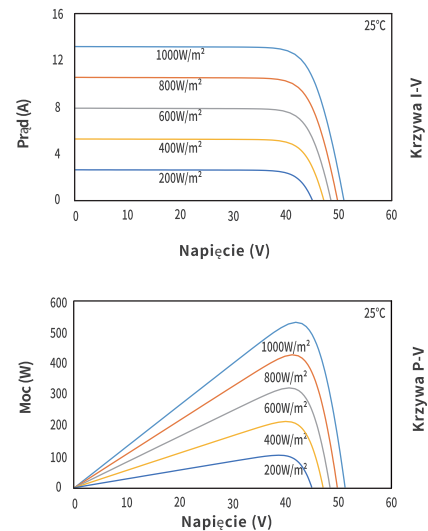 16
25°C
12
1000W/m²
800W/m²
8
600W/m²
400W/m²
4
200W/m²
0
0 10 20 30 40 50 60
Prąd (A)
Napięcie (V)
Krzywa I-V
600
25°C
500
1000W/m²
400
800W/m²
300
600W/m²
200
400W/m²
100
200W/m²
0
0 10 20 30 40 50 60
Moc (W)
Napięcie (V)
Krzywa P-V